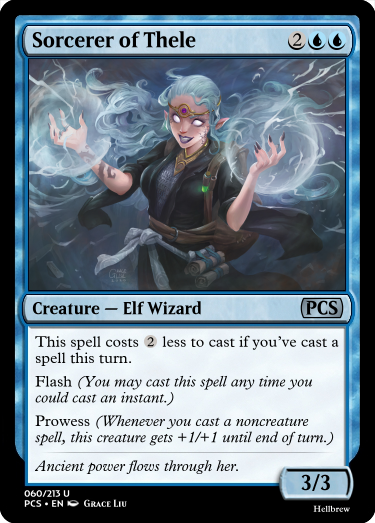 Sorcerer of Thele 2
Creature — Elf Wizard PCS
This spell costs 2 less to cast if you've cast a
spell this turn.
Flash (You may cast this spell any time you
could cast an instant.)
Prowess (Whenever you cast a noncreature
spell, this creature gets +1/+1 until end of turn.)
Ancient power flows through her.
3/3
060/213 U
PCS • EN GRACE LIU
Hellbrew